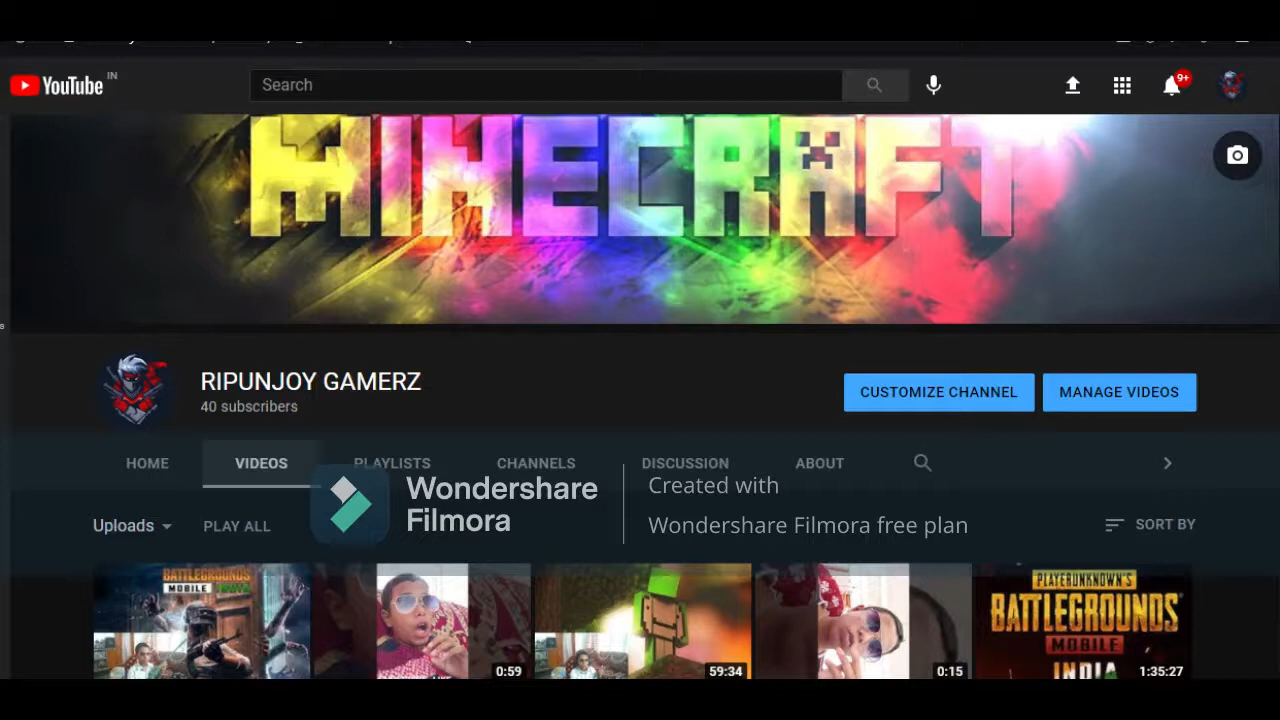 YouTube IN
Search
9+
MINECRAFT
RIPUNJOY GAMERZ
40 subscribers
CUSTOMIZE CHANNEL
MANAGE VIDEOS
HOME
VIDEOS
PLAYLISTS
CHANNELS
DISCUSSION
ABOUT
Wondershare
Filmora
Created with
Wondershare Filmora free plan
Uploads
PLAY ALL
SORT BY
BATTLEGROUNDS
MOBILE INDIA
0:59
59:34
0:15
PLAYERUNKNOWN'S
BATTLEGROUNDS
MOBILE
INDIA
1:35:27